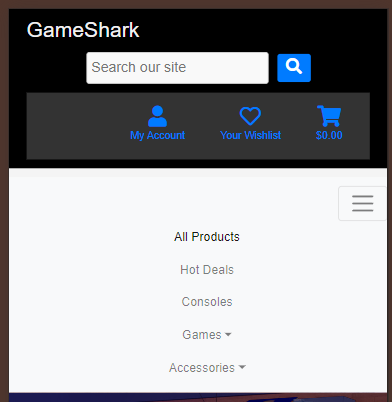 GameShark
Search our site
My Account
Your Wishlist
$0.00
All Products
Hot Deals
Consoles
Games
Accessories